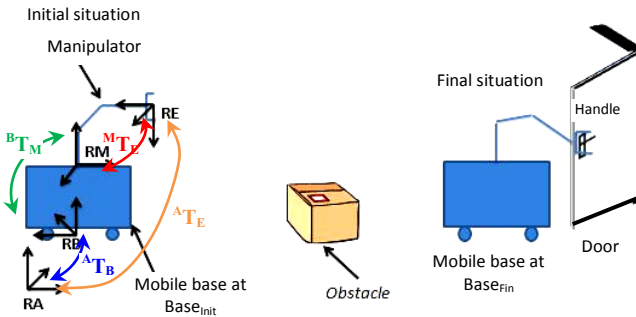 Initial situation
Manipulator
RE
ᴮTM
ᴹTE
RM
ᴬTE
RB
ᴬTB
RA
Mobile base at
BaseInit
Obstacle
Final situation
Handle
Door
Mobile base at
BaseFin